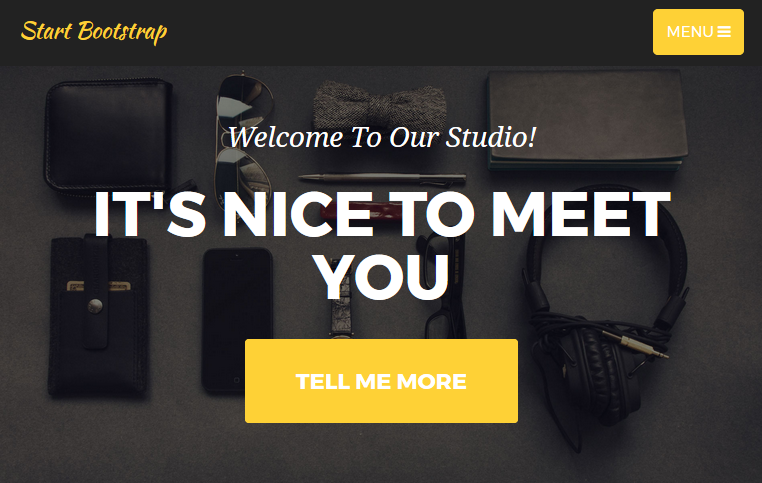 Start Bootstrap
MENU
Welcome To Our Studio!
IT'S NICE TO MEET
YOU
TELL ME MORE